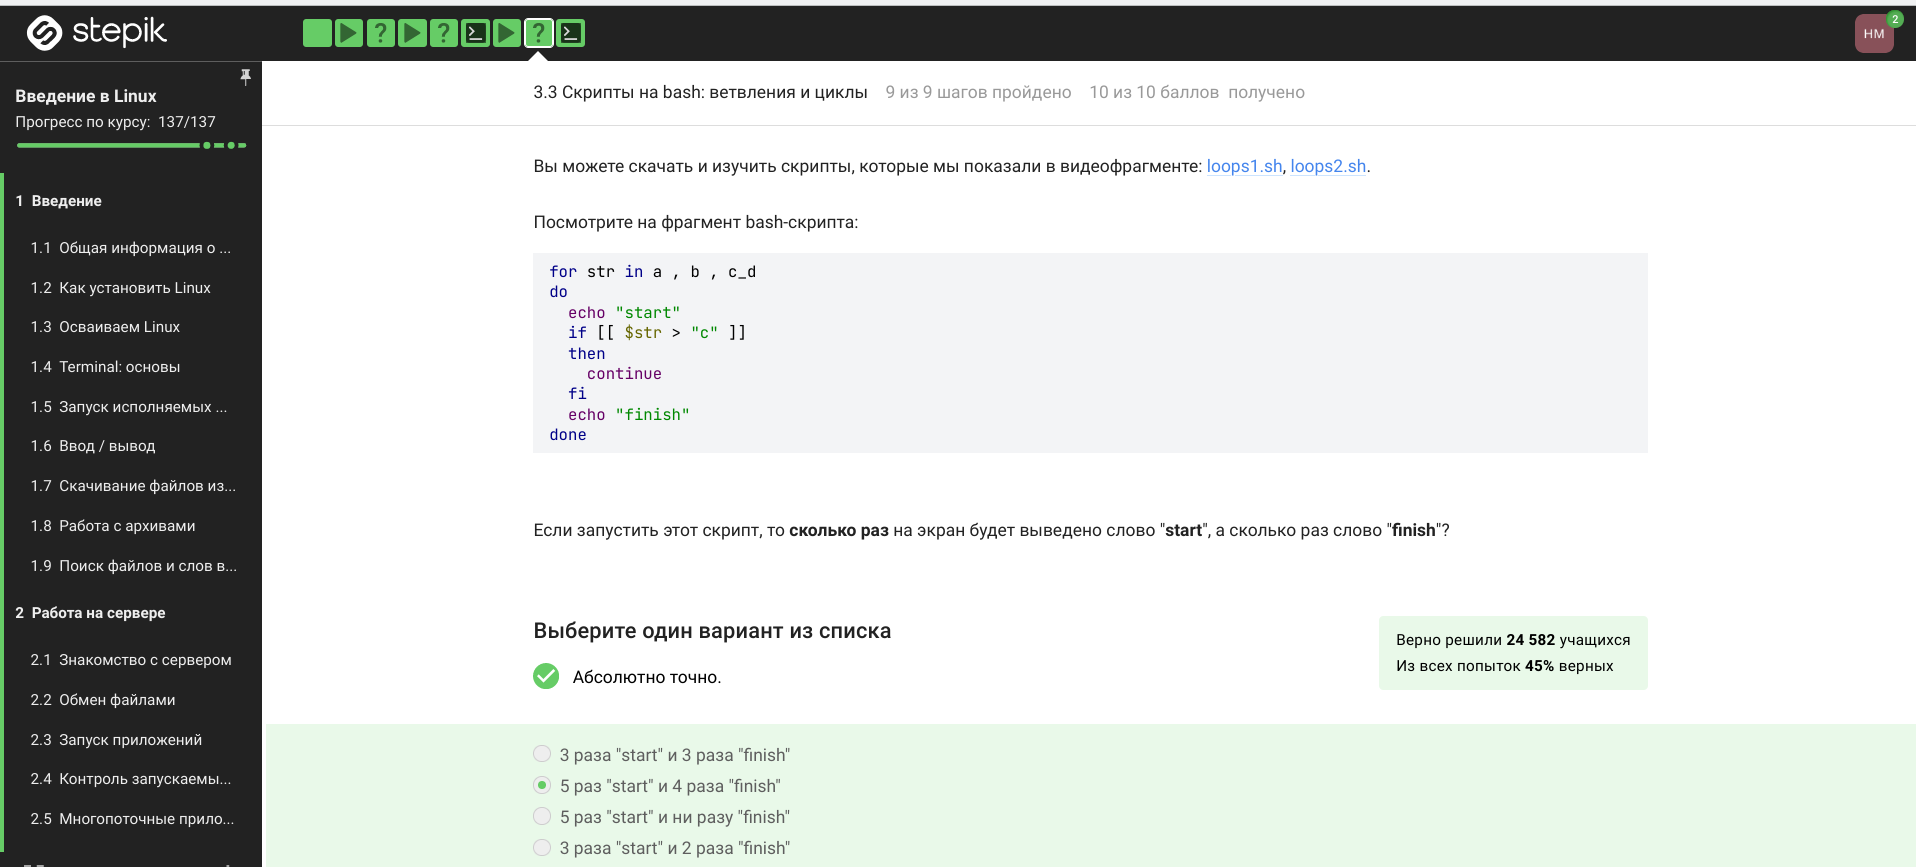 stepik
? ? ?
НМ
2
Введение в Linux
Прогресс по курсу: 137/137
1 Введение
1.1 Общая информация о ...
1.2 Как установить Linux
1.3 Осваиваем Linux
1.4 Terminal: основы
1.5 Запуск исполняемых ...
1.6 Ввод / вывод
1.7 Скачивание файлов из...
1.8 Работа с архивами
1.9 Поиск файлов и слов в...
2 Работа на сервере
2.1 Знакомство с сервером
2.2 Обмен файлами
2.3 Запуск приложений
2.4 Контроль запускаемы...
2.5 Многопоточные прило...
3.3 Скрипты на bash: ветвления и циклы 9 из 9 шагов пройдено 10 из 10 баллов получено
Вы можете скачать и изучить скрипты, которые мы показали в видеофрагменте: loops1.sh, loops2.sh.
Посмотрите на фрагмент bash-скрипта:
for str in a , b , c_d
do
echo "start"
if [[ $str > "c" ]]
then
continue
fi
echo "finish"
done
Если запустить этот скрипт, то сколько раз на экран будет выведено слово "start", а сколько раз слово "finish"?
Выберите один вариант из списка
Верно решили 24 582 учащихся
Из всех попыток 45% верных
Абсолютно точно.
3 раза "start" и 3 раза "finish"
5 раз "start" и 4 раза "finish"
5 раз "start" и ни разу "finish"
3 раза "start" и 2 раза "finish"